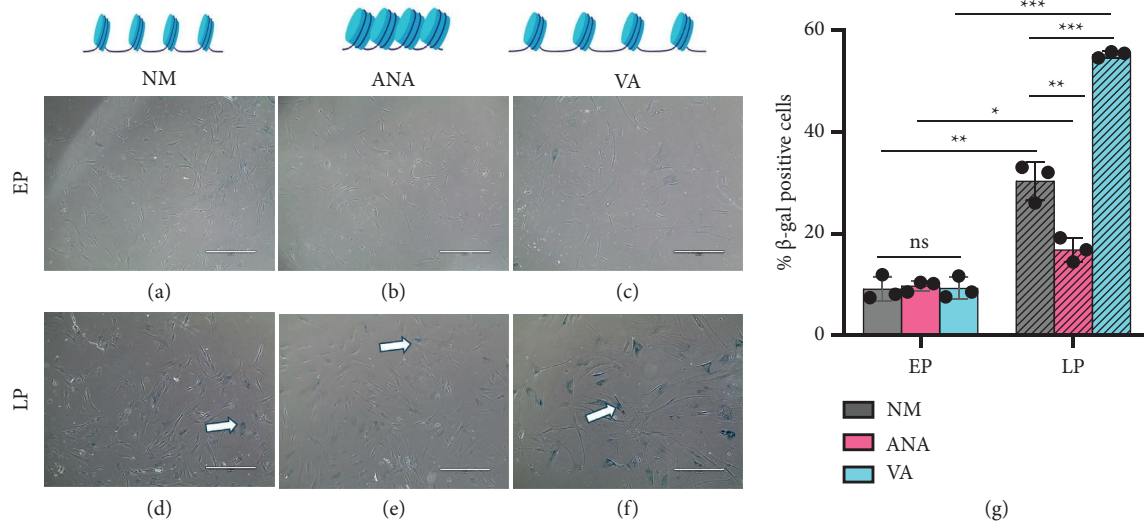 NM
ANA
VA
EP
(a)
(b)
(c)
LP
(d)
(e)
(f)
% β-gal positive cells
60
40
20
0
***
***
**
*
**
ns
EP
LP
NM
ANA
VA
(g)